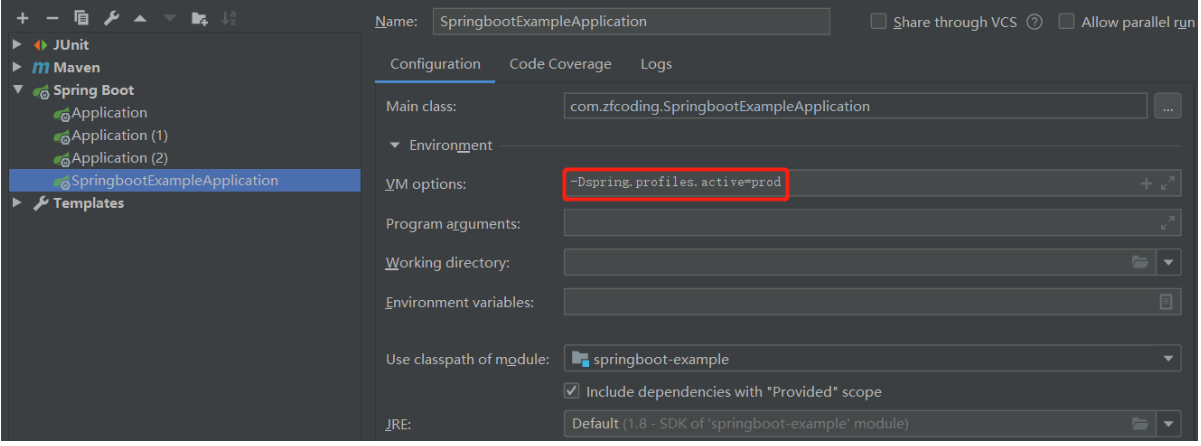 Name: SpringbootExampleApplication Share through VCS ? Allow parallel run
JUnit
Maven
Spring Boot
Application
Application (1)
Application (2)
SpringbootExampleApplication
Templates
Configuration Code Coverage Logs
Main class: com.zfcoding.SpringbootExampleApplication ...
Environment
VM options: -Dspring.profiles.active=prod
Program arguments:
Working directory:
Environment variables:
Use classpath of module: springboot-example
Include dependencies with "Provided" scope
JRE: Default (1.8 - SDK of 'springboot-example' module)